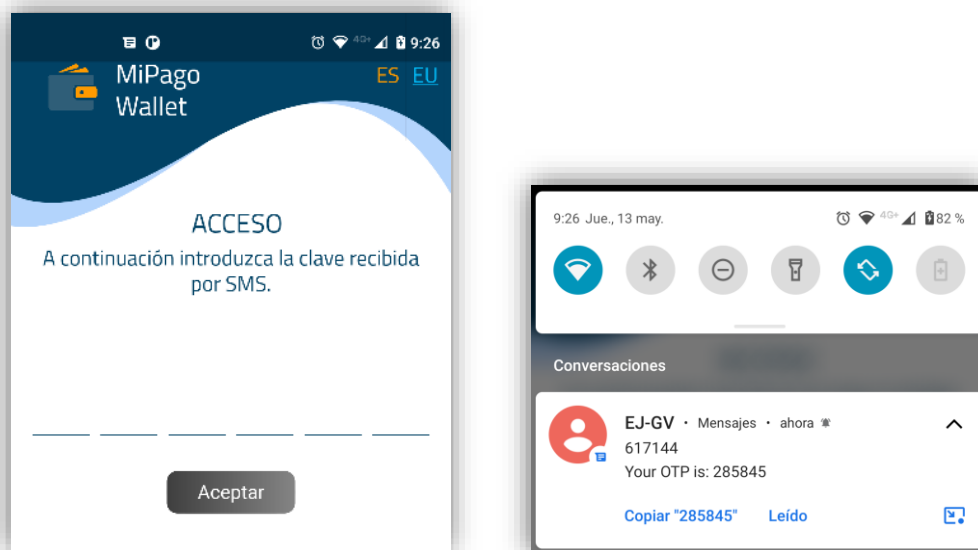 9:26
MiPago
Wallet
ES EU
ACCESO
A continuación introduzca la clave recibida
por SMS.
Aceptar
9:26 Jue., 13 may.
4G+ 82 %
Conversaciones
EJ-GV · Mensajes · ahora
617144
Your OTP is: 285845
Copiar "285845" Leído